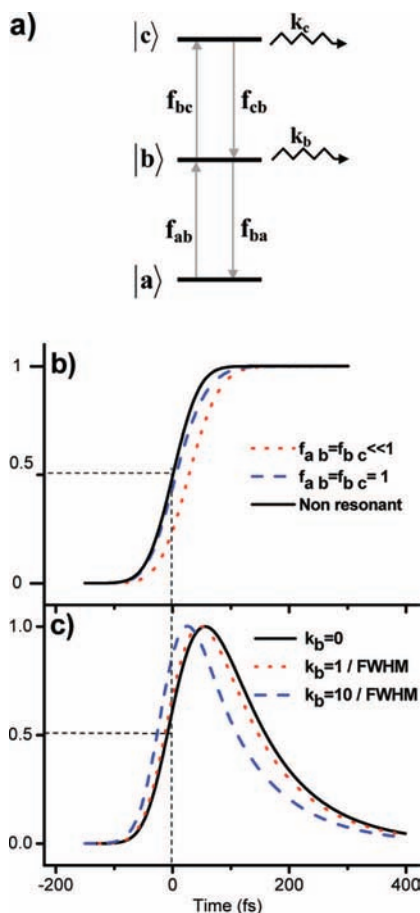 a)
|c⟩
k_c
f_bc
f_cb
|b⟩
k_b
f_ab
f_ba
|a⟩
b)
1
0.5
0
f_a b=f_b c<<1
f_a b=f_b c= 1
Non resonant
c)
1.0
0.5
0.0
k_b=0
k_b=1 / FWHM
k_b=10 / FWHM
-200 0 200 400
Time (fs)